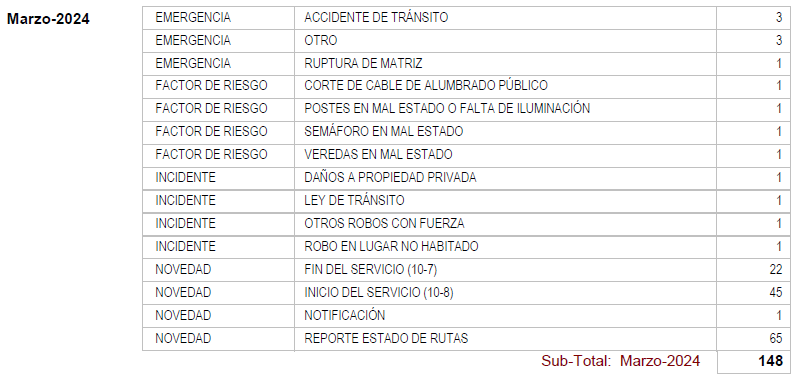 Marzo-2024
EMERGENCIA ACCIDENTE DE TRÁNSITO 3
EMERGENCIA OTRO 3
EMERGENCIA RUPTURA DE MATRIZ 1
FACTOR DE RIESGO CORTE DE CABLE DE ALUMBRADO PÚBLICO 1
FACTOR DE RIESGO POSTES EN MAL ESTADO O FALTA DE ILUMINACIÓN 1
FACTOR DE RIESGO SEMÁFORO EN MAL ESTADO 1
FACTOR DE RIESGO VEREDAS EN MAL ESTADO 1
INCIDENTE DAÑOS A PROPIEDAD PRIVADA 1
INCIDENTE LEY DE TRÁNSITO 1
INCIDENTE OTROS ROBOS CON FUERZA 1
INCIDENTE ROBO EN LUGAR NO HABITADO 1
NOVEDAD FIN DEL SERVICIO (10-7) 22
NOVEDAD INICIO DEL SERVICIO (10-8) 45
NOVEDAD NOTIFICACIÓN 1
NOVEDAD REPORTE ESTADO DE RUTAS 65
Sub-Total: Marzo-2024 148